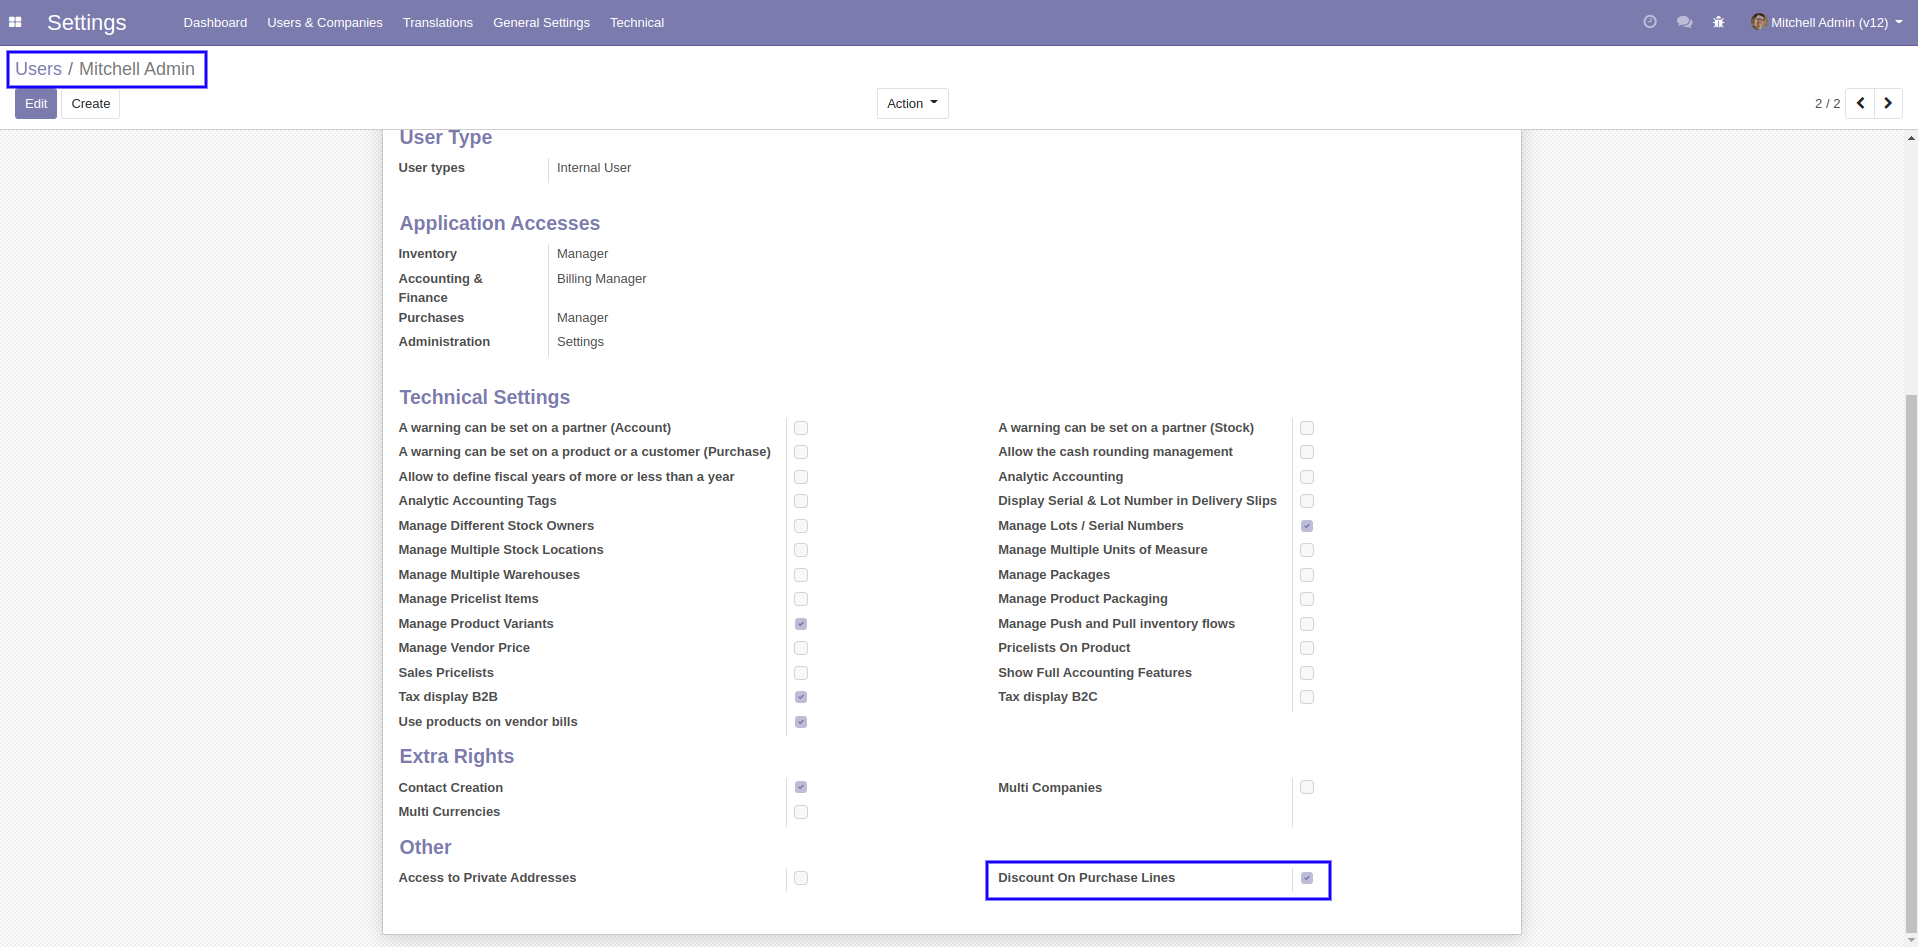 Settings Dashboard Users & Companies Translations General Settings Technical Mitchell Admin (v12)
Users / Mitchell Admin
Edit Create Action 2 / 2
User Type
User types Internal User
Application Accesses
Inventory Manager
Accounting & Billing Manager
Finance
Purchases Manager
Administration Settings
Technical Settings
A warning can be set on a partner (Account) A warning can be set on a partner (Stock)
A warning can be set on a product or a customer (Purchase) Allow the cash rounding management
Allow to define fiscal years of more or less than a year Analytic Accounting
Analytic Accounting Tags Display Serial & Lot Number in Delivery Slips
Manage Different Stock Owners Manage Lots / Serial Numbers
Manage Multiple Stock Locations Manage Multiple Units of Measure
Manage Multiple Warehouses Manage Packages
Manage Pricelist Items Manage Product Packaging
Manage Product Variants Manage Push and Pull inventory flows
Manage Vendor Price Pricelists On Product
Sales Pricelists Show Full Accounting Features
Tax display B2B Tax display B2C
Use products on vendor bills
Extra Rights
Contact Creation Multi Companies
Multi Currencies
Other
Access to Private Addresses Discount On Purchase Lines